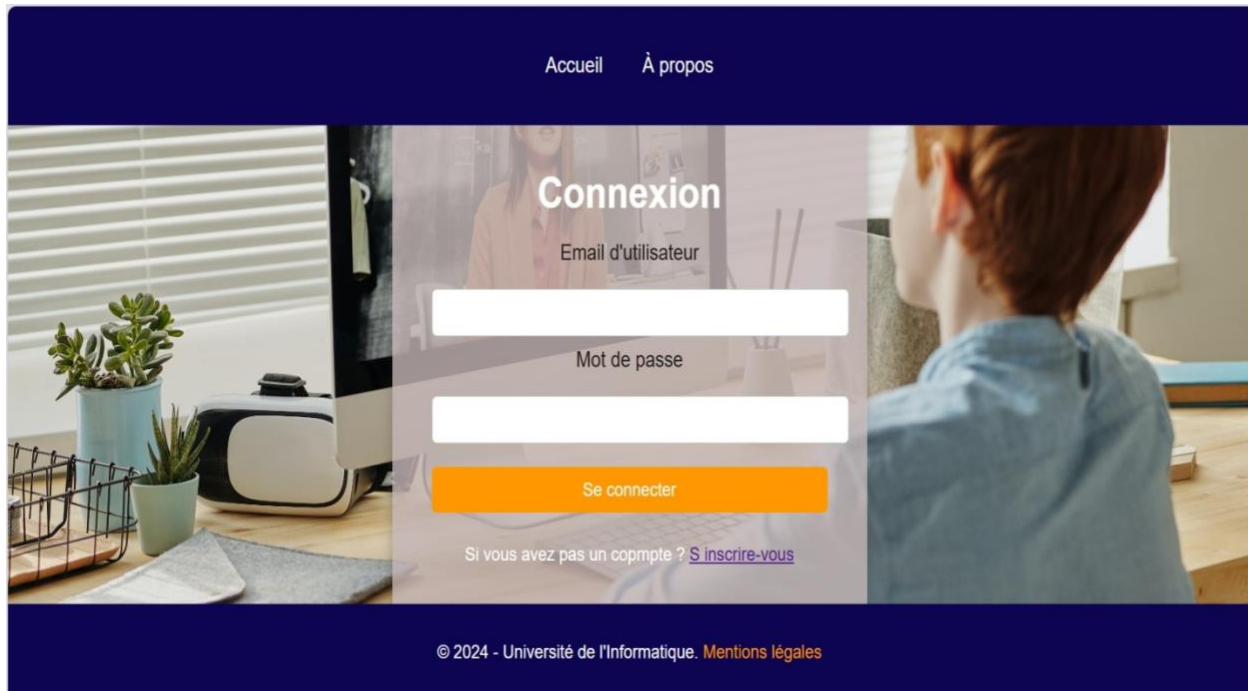 Accueil À propos
Connexion
Email d'utilisateur
Mot de passe
Se connecter
Si vous avez pas un copmpte ? S inscrire-vous
© 2024 - Université de l'Informatique. Mentions légales